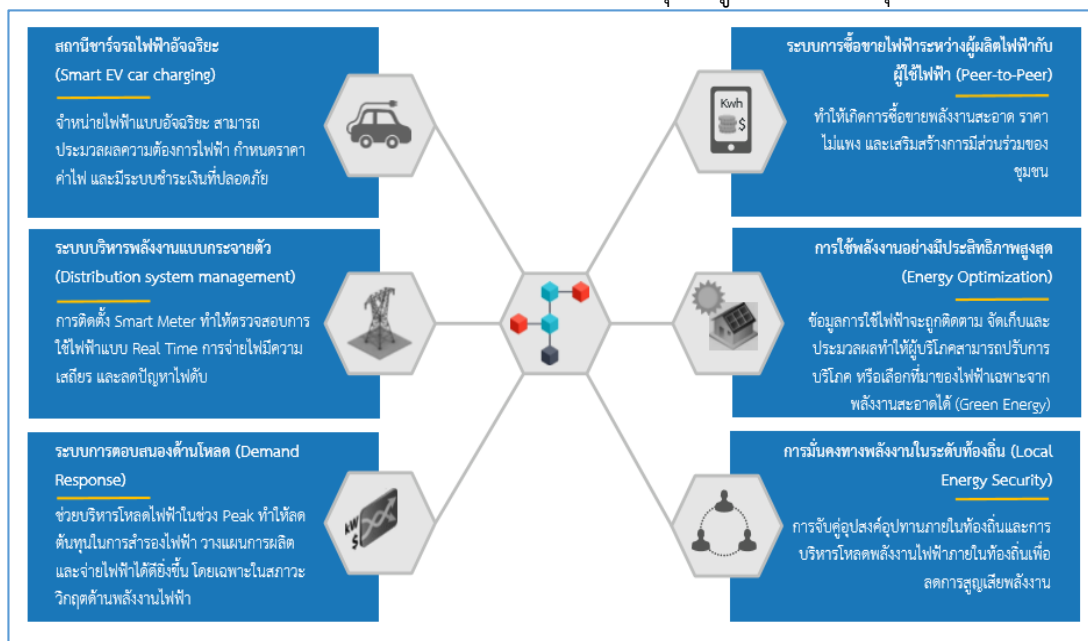 สถานีชาร์จรถไฟฟ้าอัจฉริยะ
(Smart EV car charging)
จำหน่ายไฟฟ้าแบบอัจฉริยะ สามารถ
ประมวลผลความต้องการไฟฟ้า กำหนดราคา
ค่าไฟ และมีระบบชำระเงินที่ปลอดภัย
ระบบบริหารพลังงานแบบกระจายตัว
(Distribution system management)
การติดตั้ง Smart Meter ทำให้ตรวจสอบการ
ใช้ไฟฟ้าแบบ Real Time การจ่ายไฟมีความ
เสถียร และลดปัญหาไฟดับ
ระบบการตอบสนองด้านโหลด (Demand
Response)
ช่วยบริหารโหลดไฟฟ้าในช่วง Peak ทำให้ลด
ต้นทุนในการสำรองไฟฟ้า วางแผนการผลิต
และจ่ายไฟฟ้าได้ดียิ่งขึ้น โดยเฉพาะในสภาวะ
วิกฤตด้านพลังงานไฟฟ้า
kW
$
ระบบการซื้อขายไฟฟ้าระหว่างผู้ผลิตไฟฟ้ากับ
ผู้ใช้ไฟฟ้า (Peer-to-Peer)
ทำให้เกิดการซื้อขายพลังงานสะอาด ราคา
ไม่แพง และเสริมสร้างการมีส่วนร่วมของ
ชุมชน
Kwh
$
การใช้พลังงานอย่างมีประสิทธิภาพสูงสุด
(Energy Optimization)
ข้อมูลการใช้ไฟฟ้าจะถูกติดตาม จัดเก็บและ
ประมวลผลทำให้ผู้บริโภคสามารถปรับการ
บริโภค หรือเลือกที่มาของไฟฟ้าเฉพาะจาก
พลังงานสะอาดได้ (Green Energy)
การมั่นคงทางพลังงานในระดับท้องถิ่น (Local
Energy Security)
การจับคู่อุปสงค์อุปทานภายในท้องถิ่นและการ
บริหารโหลดพลังงานไฟฟ้าภายในท้องถิ่นเพื่อ
ลดการสูญเสียพลังงาน